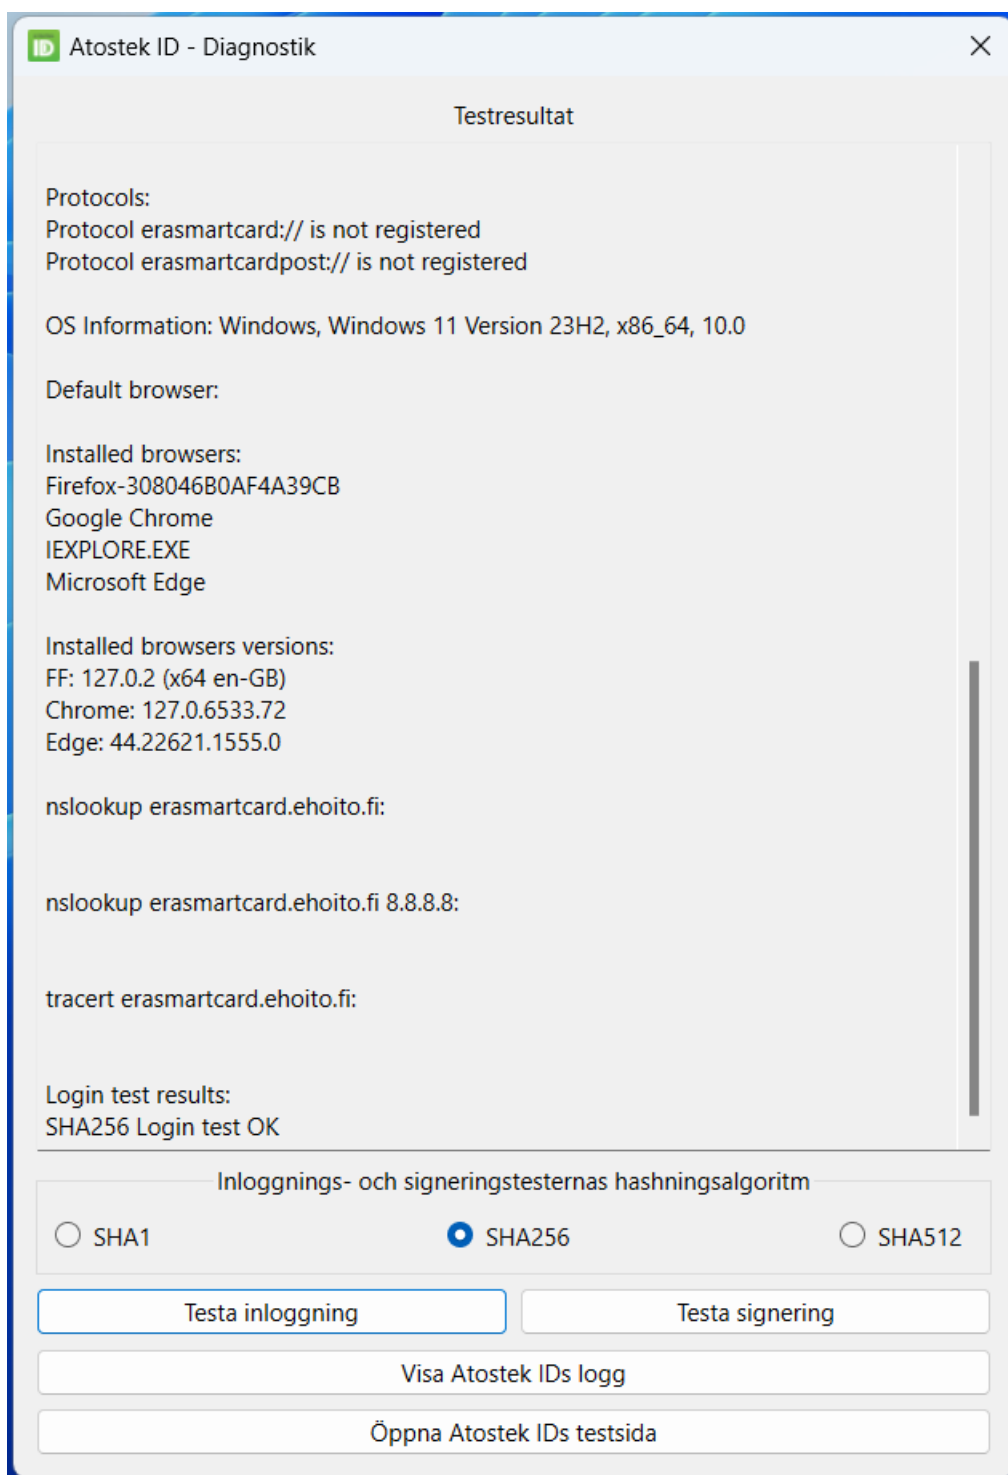 ID Atostek ID - Diagnostik
Testresultat
Protocols:
Protocol erasmartcard:// is not registered
Protocol erasmartcardpost:// is not registered
OS Information: Windows, Windows 11 Version 23H2, x86_64, 10.0
Default browser:
Installed browsers:
Firefox-308046B0AF4A39CB
Google Chrome
IEXPLORE.EXE
Microsoft Edge
Installed browsers versions:
FF: 127.0.2 (x64 en-GB)
Chrome: 127.0.6533.72
Edge: 44.22621.1555.0
nslookup erasmartcard.ehoito.fi:
nslookup erasmartcard.ehoito.fi 8.8.8.8:
tracert erasmartcard.ehoito.fi:
Login test results:
SHA256 Login test OK
Inloggnings- och signeringstesternas hashningsalgoritm
SHA1 SHA256 SHA512
Testa inloggning Testa signering
Visa Atostek IDs logg
Öppna Atostek IDs testsida